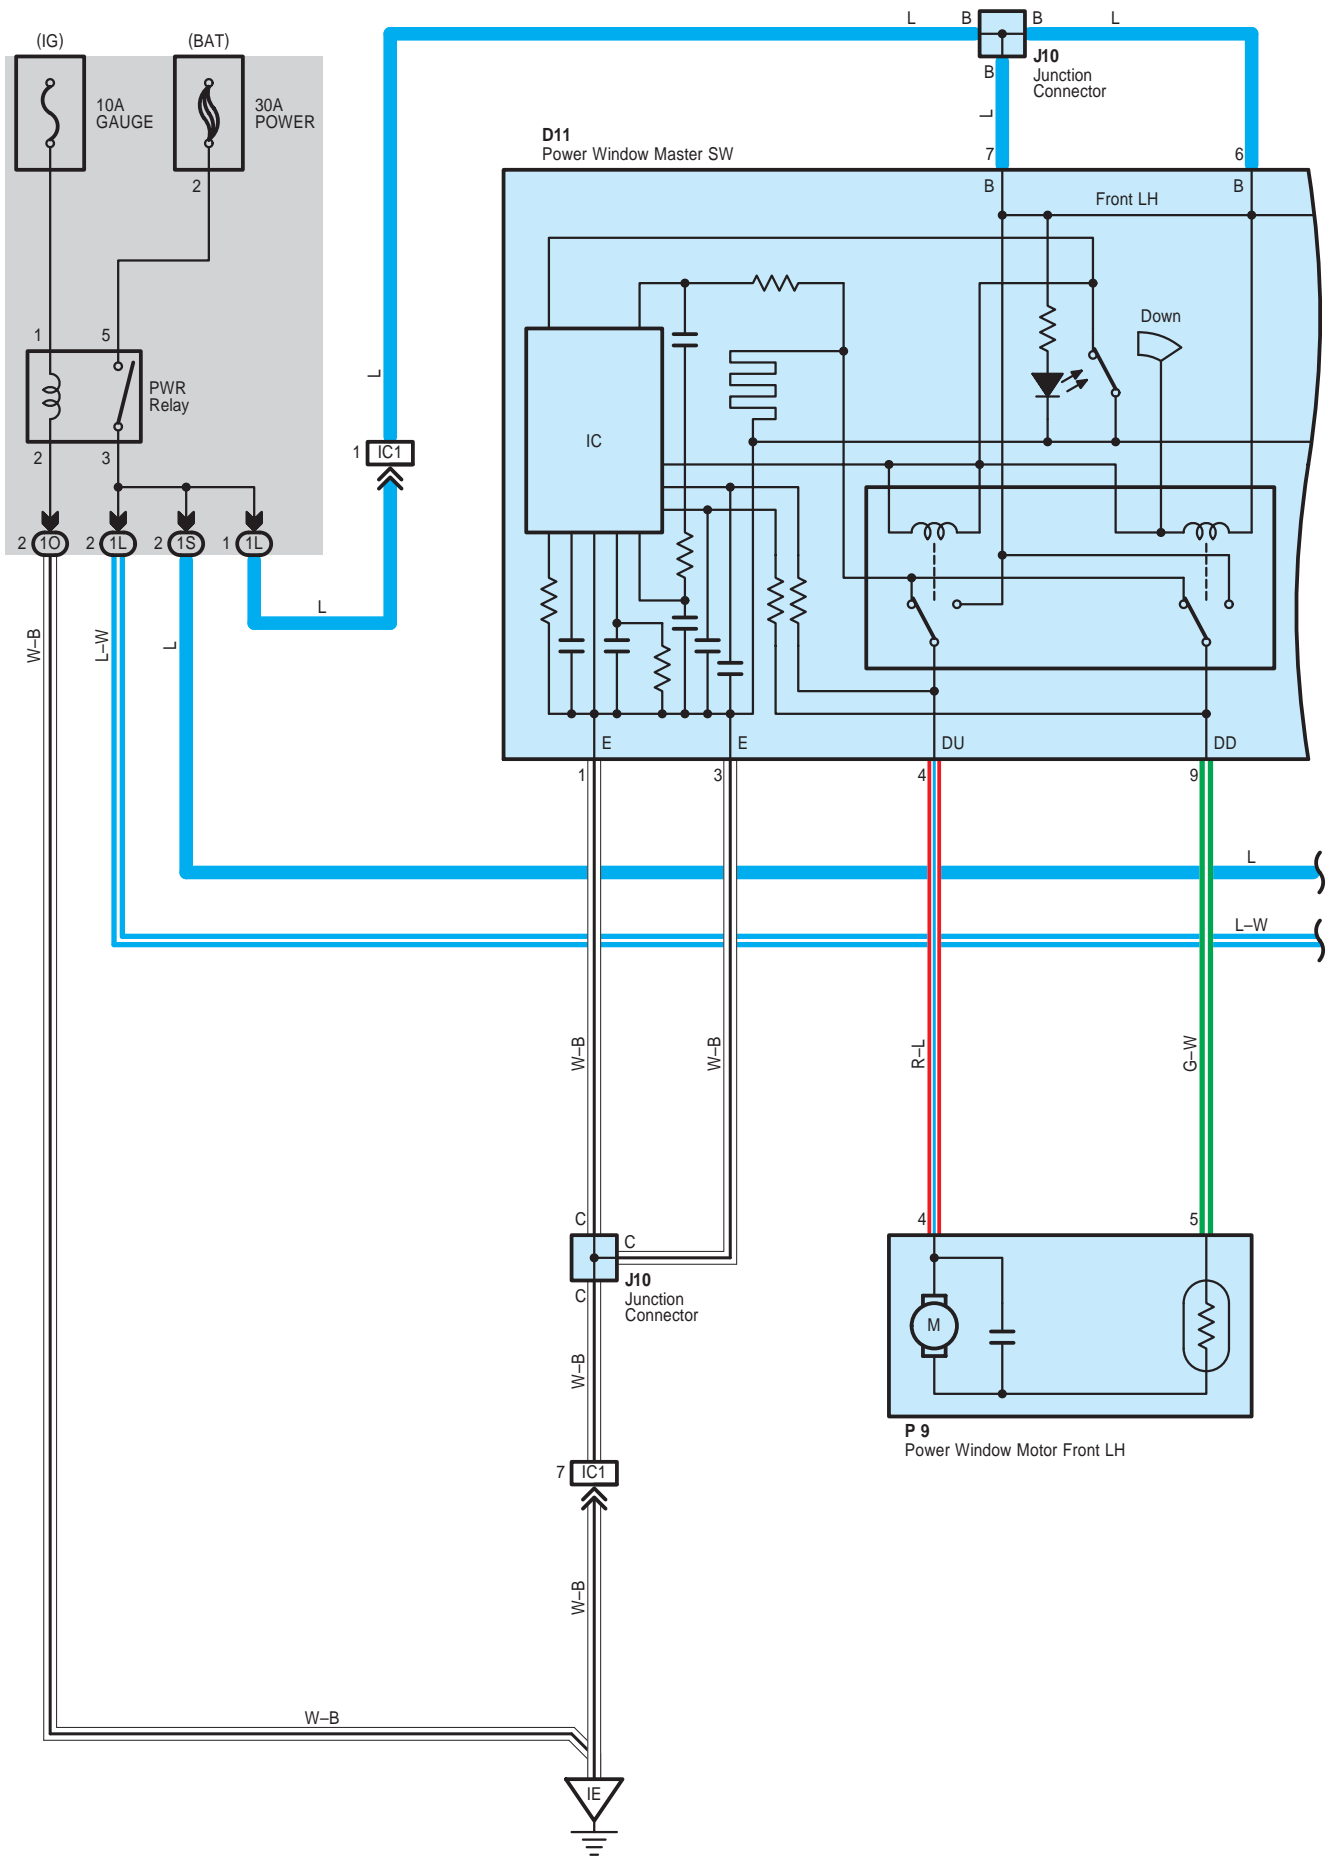 L
B
B
L
(IG)
(BAT)
J10
Junction
Connector
B
10A
GAUGE
30A
POWER
L
D11
Power Window Master SW
7
6
2
B
B
Front LH
Down
1
5
L
PWR
Relay
IC
1
IC1
2
3
2
1O
2
1L
2
1S
1
1L
L
W–B
L–W
L
E
E
DU
DD
1
3
4
9
L
L–W
W–B
W–B
R–L
G–W
C
4
5
C
J10
Junction
Connector
C
M
W–B
P 9
Power Window Motor Front LH
7
IC1
W–B
W–B
IE